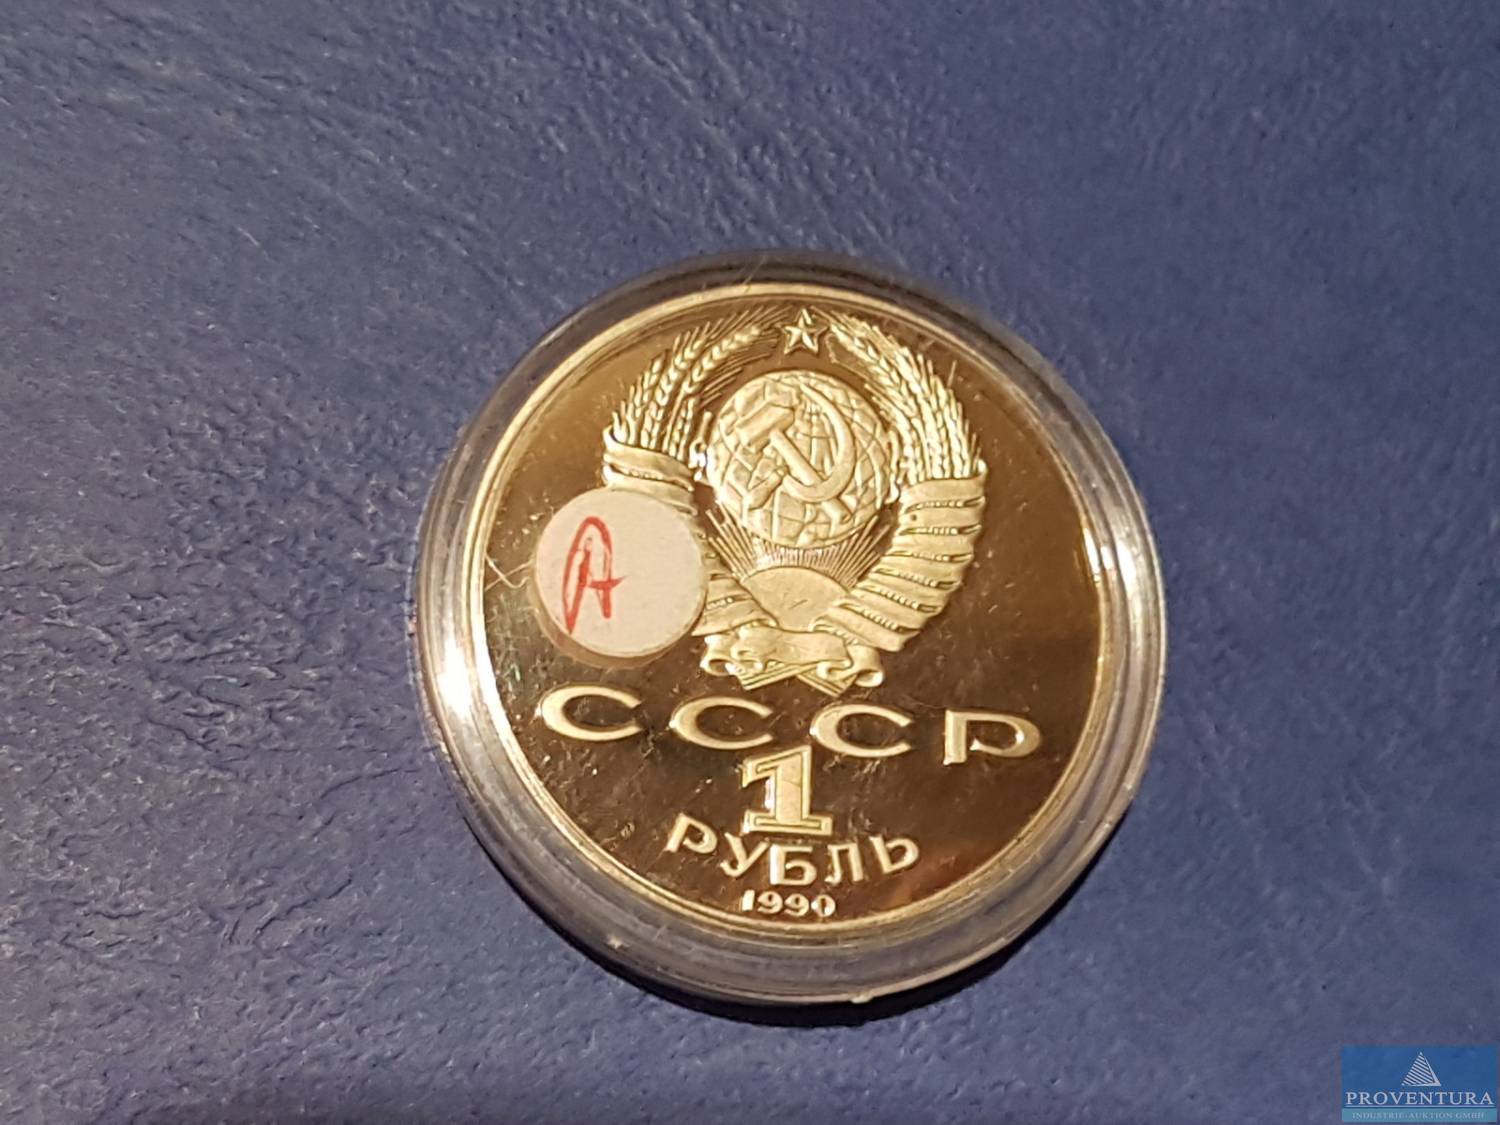 А
СССР
1
РУБЛЬ
1990
PROVENTURA
INDUSTRIE-AUKTION GMBH